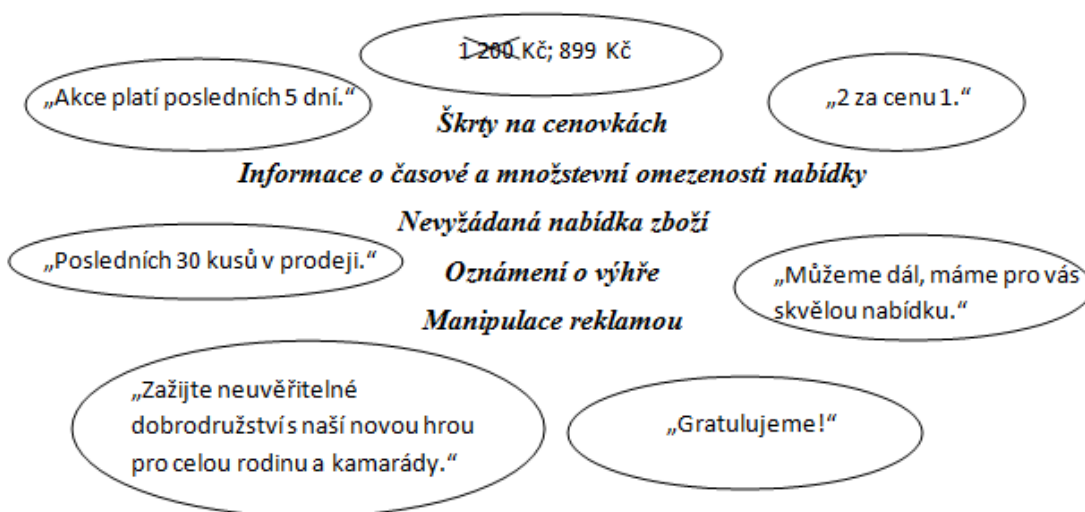 1 200 Kč; 899 Kč
„Akce platí posledních 5 dní.“
„2 za cenu 1.“
Škrty na cenovkách
Informace o časové a množstevní omezenosti nabídky
Nevyžádaná nabídka zboží
„Posledních 30 kusů v prodeji.“
Oznámení o výhře
„Můžeme dál, máme pro vás
skvělou nabídku.“
Manipulace reklamou
„Zažijte neuvěřitelné
dobrodružství s naší novou hrou
pro celou rodinu a kamarády.“
„Gratulujeme!“